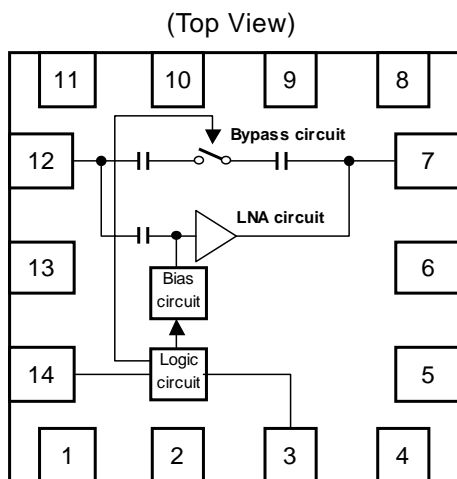 (Top View)
11 10 9 8
Bypass circuit
12 7
LNA circuit
13 6
Bias
circuit
14 5
Logic
circuit
1 2 3 4